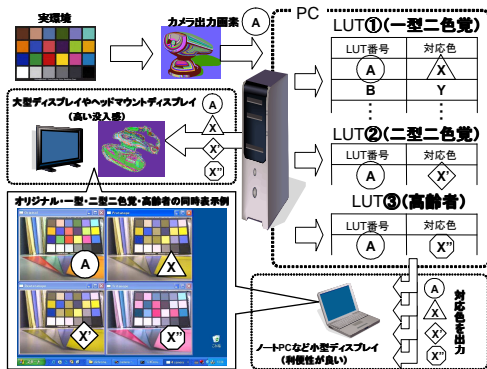 実環境
カメラ出力画素
A
PC
LUT①(一型二色覚)
LUT番号 対応色
A X
B Y
LUT②(二型二色覚)
LUT番号 対応色
A X'
LUT③(高齢者)
LUT番号 対応色
A X"
大型ディスプレイやヘッドマウントディスプレイ
(高い没入感)
A
X
X'
X"
オリジナル・一型・二型二色覚・高齢者の同時表示例
A
X
X'
X"
ノートPCなど小型ディスプレイ
(利便性が良い)
A
X
X'
X"
対応色を出力